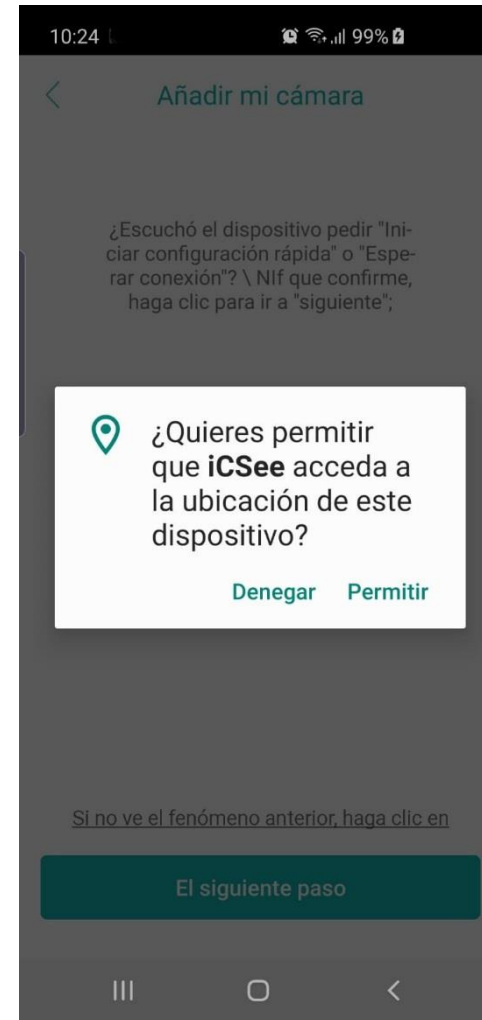 10:24
99%
Añadir mi cámara
¿Escuchó el dispositivo pedir "Ini-
ciar configuración rápida" o "Espe-
rar conexión"? \ NIf que confirme,
haga clic para ir a "siguiente";
¿Quieres permitir
que iCSee acceda a
la ubicación de este
dispositivo?
Denegar Permitir
Si no ve el fenómeno anterior, haga clic en
El siguiente paso